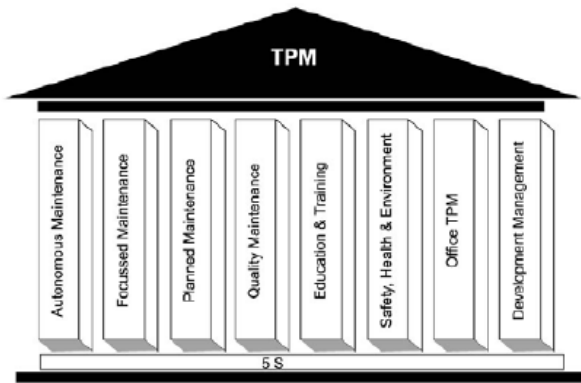 TPM
Autonomous Maintenance
Focussed Maintenance
Planned Maintenance
Quality Maintenance
Education & Training
Safety, Health & Environment
Office TPM
Development Management
5 S